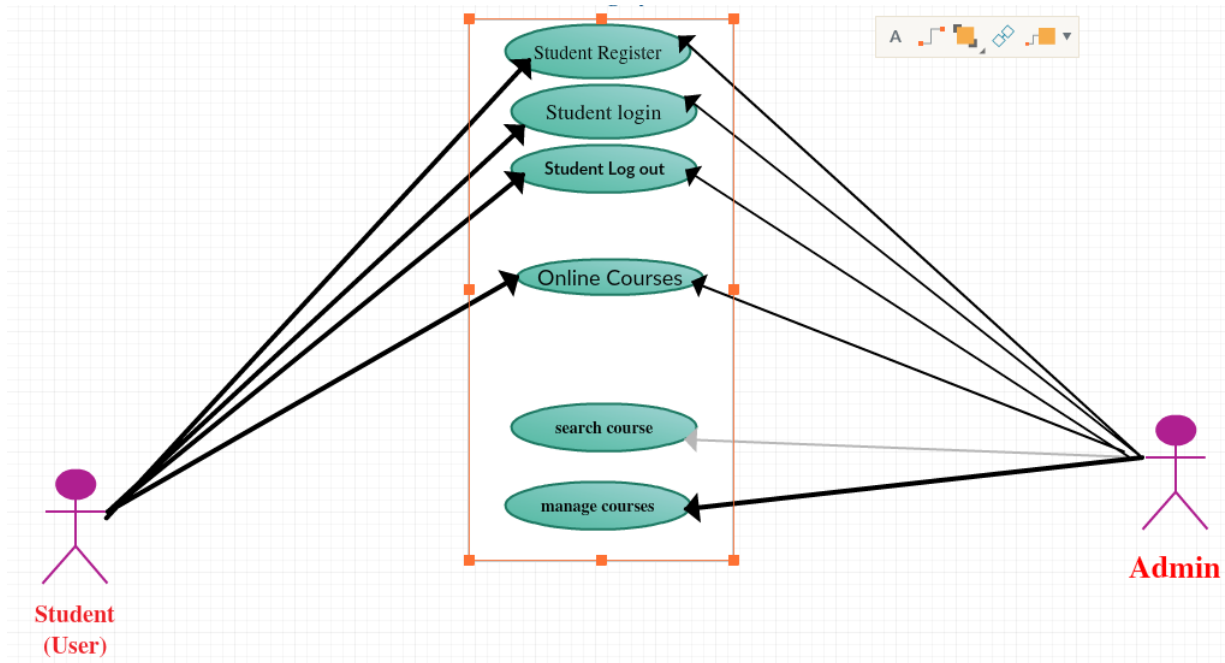 Student Register
Student login
Student Log out
Online Courses
search course
manage courses
Student
(User)
Admin
A